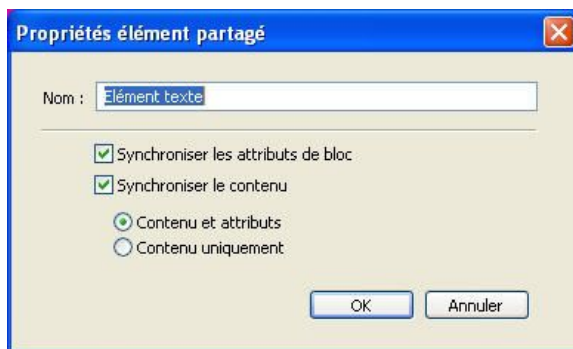 Propriétés élément partagé
Nom : Elément texte
Synchroniser les attributs de bloc
Synchroniser le contenu
Contenu et attributs
Contenu uniquement
OK Annuler